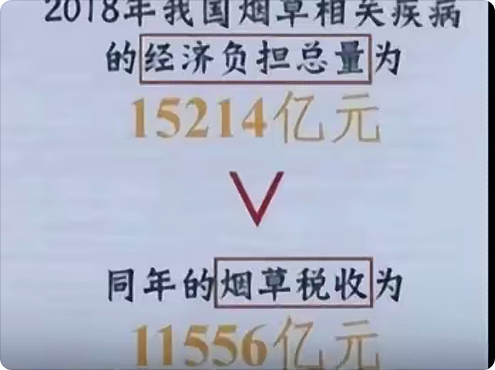 2018年我国烟草相关疾病
的经济负担总量为
15214亿元
>
同年的烟草税收为
11556亿元